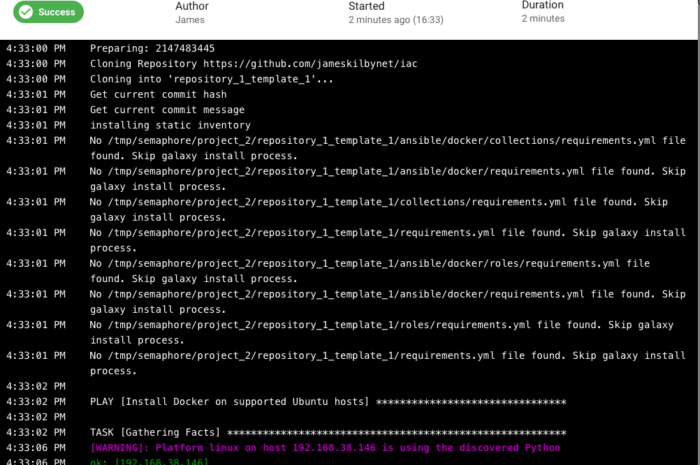 Success
Author
James
Started
2 minutes ago (16:33)
Duration
2 minutes
4:33:00 PM Preparing: 2147483445
4:33:00 PM Cloning Repository https://github.com/jameskilbynet/iac
4:33:00 PM Cloning into 'repository_1_template_1'...
4:33:01 PM Get current commit hash
4:33:01 PM Get current commit message
4:33:01 PM installing static inventory
4:33:01 PM No /tmp/semaphore/project_2/repository_1_template_1/ansible/docker/collections/requirements.yml file
found. Skip galaxy install process.
4:33:01 PM No /tmp/semaphore/project_2/repository_1_template_1/ansible/docker/requirements.yml file found. Skip
galaxy install process.
4:33:01 PM No /tmp/semaphore/project_2/repository_1_template_1/collections/requirements.yml file found. Skip
galaxy install process.
4:33:01 PM No /tmp/semaphore/project_2/repository_1_template_1/requirements.yml file found. Skip galaxy install
process.
4:33:01 PM No /tmp/semaphore/project_2/repository_1_template_1/ansible/docker/roles/requirements.yml file
found. Skip galaxy install process.
4:33:01 PM No /tmp/semaphore/project_2/repository_1_template_1/ansible/docker/requirements.yml file found. Skip
galaxy install process.
4:33:01 PM No /tmp/semaphore/project_2/repository_1_template_1/roles/requirements.yml file found. Skip galaxy
install process.
4:33:01 PM No /tmp/semaphore/project_2/repository_1_template_1/requirements.yml file found. Skip galaxy install
process.
4:33:02 PM
4:33:02 PM PLAY [Install Docker on supported Ubuntu hosts] ********************************
4:33:02 PM
4:33:02 PM TASK [Gathering Facts] *********************************************************
4:33:06 PM [WARNING]: Platform linux on host 192.168.38.146 is using the discovered Python
4:33:06 PM ok: [192.168.38.146]